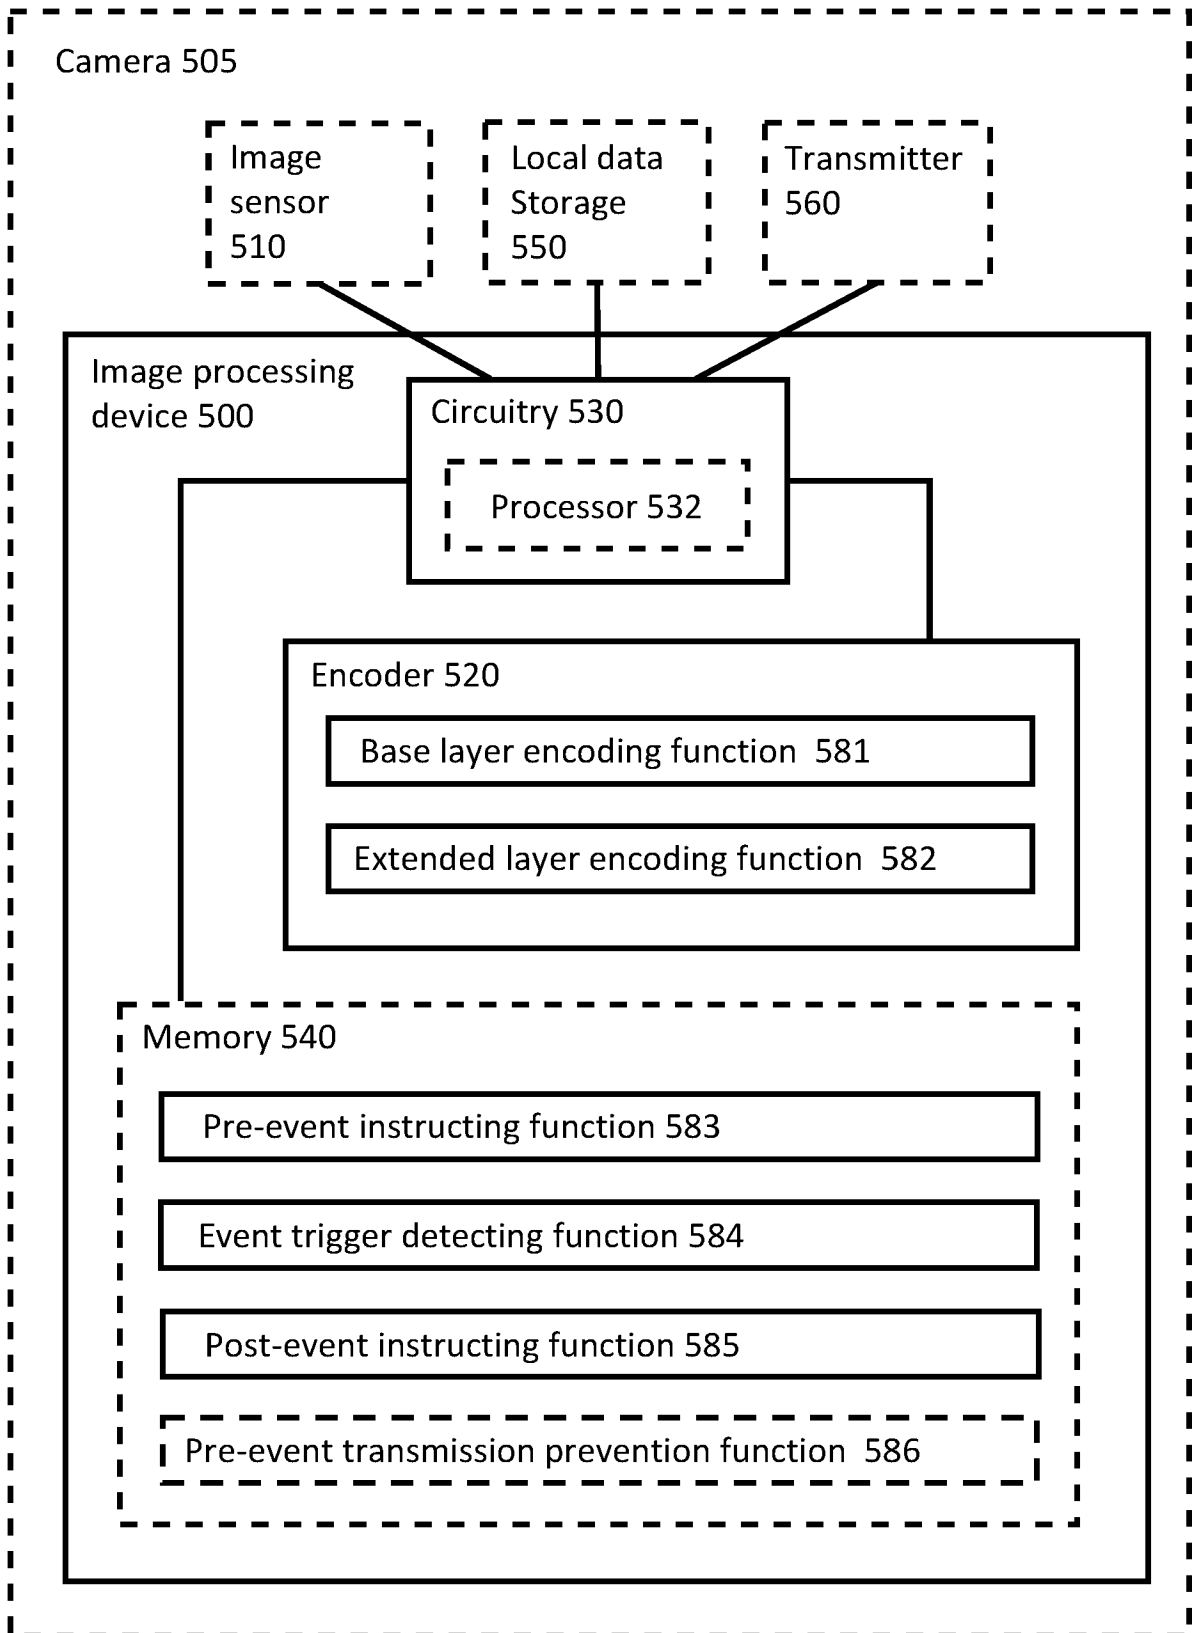 Camera 505
Image
sensor
510
Local data
Storage
550
Transmitter
560
Image processing
device 500
Circuitry 530
Processor 532
Encoder 520
Base layer encoding function 581
Extended layer encoding function 582
Memory 540
Pre-event instructing function 583
Event trigger detecting function 584
Post-event instructing function 585
Pre-event transmission prevention function 586